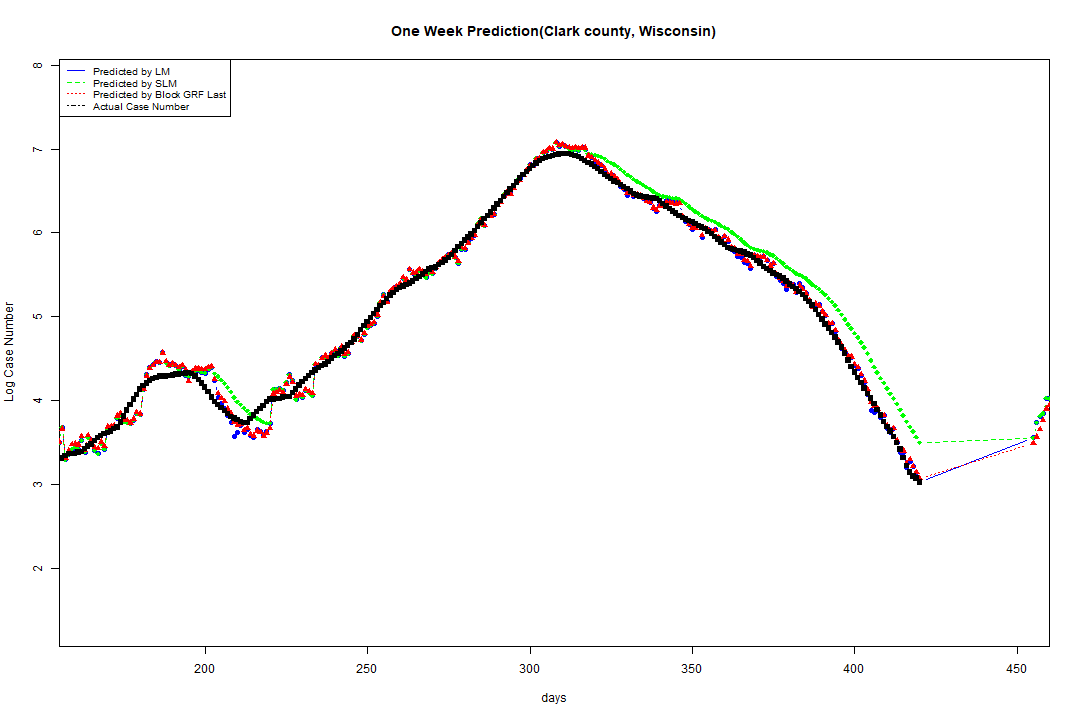 One Week Prediction(Clark county, Wisconsin)
Predicted by LM
Predicted by SLM
Predicted by Block GRF Last
Actual Case Number
8
7
6
5
4
3
2
Log Case Number
200 250 300 350 400 450
days